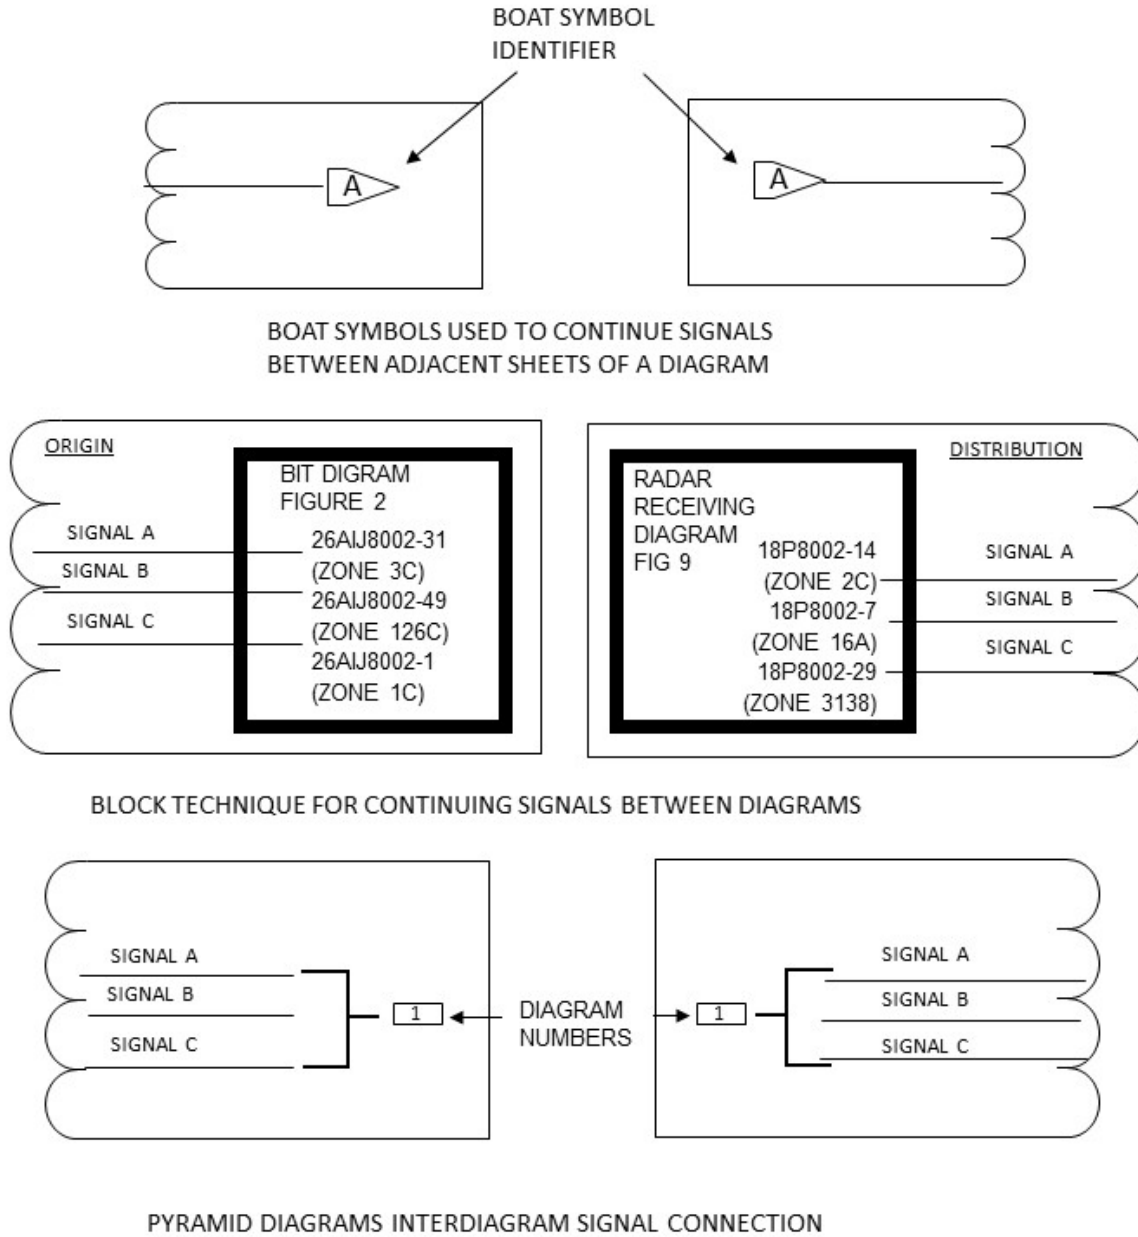 BOAT SYMBOL
IDENTIFIER
A
A
BOAT SYMBOLS USED TO CONTINUE SIGNALS
BETWEEN ADJACENT SHEETS OF A DIAGRAM
ORIGIN
SIGNAL A
SIGNAL B
SIGNAL C
BIT DIGRAM
FIGURE 2
26AIJ8002-31
(ZONE 3C)
26AIJ8002-49
(ZONE 126C)
26AIJ8002-1
(ZONE 1C)
DISTRIBUTION
RADAR
RECEIVING
DIAGRAM
FIG 9
18P8002-14
(ZONE 2C)
18P8002-7
(ZONE 16A)
18P8002-29
(ZONE 3138)
SIGNAL A
SIGNAL B
SIGNAL C
BLOCK TECHNIQUE FOR CONTINUING SIGNALS BETWEEN DIAGRAMS
SIGNAL A
SIGNAL B
SIGNAL C
1
DIAGRAM
NUMBERS
1
SIGNAL A
SIGNAL B
SIGNAL C
PYRAMID DIAGRAMS INTERDIAGRAM SIGNAL CONNECTION